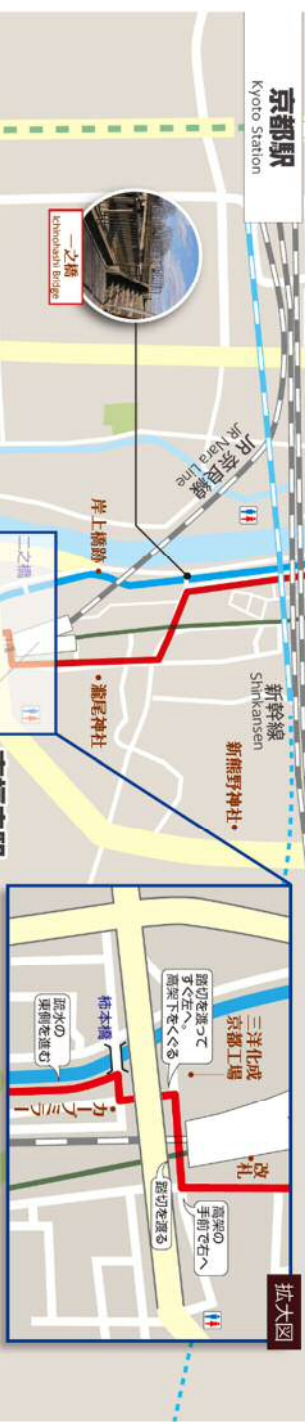 京都駅
Kyoto Station
一之橋
Ichinohashi Bridge
JR奈良線
JR Nara Line
岸上橋跡
二之橋
瀧尾神社
新幹線
Shinkansen
新熊野神社
拡大図
三洋化成
京都工場
改札
踏切を渡って
すぐ左へ。
高架下をくぐる
高架の
手前で右へ
踏切を渡る
柿本橋
疏水の
東側を進む
カーブミラー